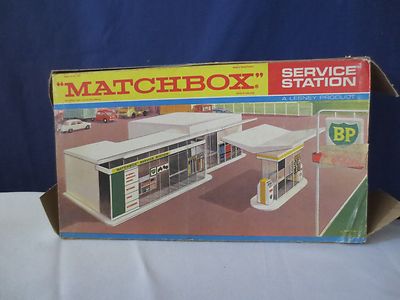 "MATCHBOX"
SERVICE
STATION
A LESNEY PRODUCT
BP